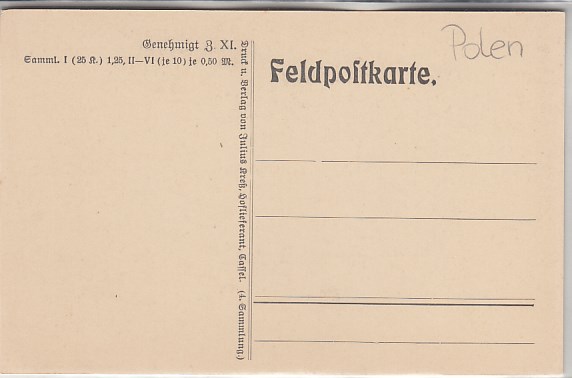 Genehmigt Z. XI.
Samml. I (25 K.) 1,25, II—VI (je 10) je 0,50 M.
Druck u. Verlag von Julius Kreß, Hoflieferant, Cassel. (4. Sammlung)
Feldpostkarte.
Polen